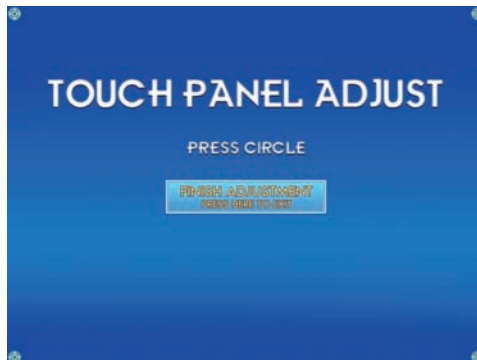 TOUCH PANEL ADJUST
PRESS CIRCLE
FINISH ADJUSTMENT
PRESS HERE TO EXIT